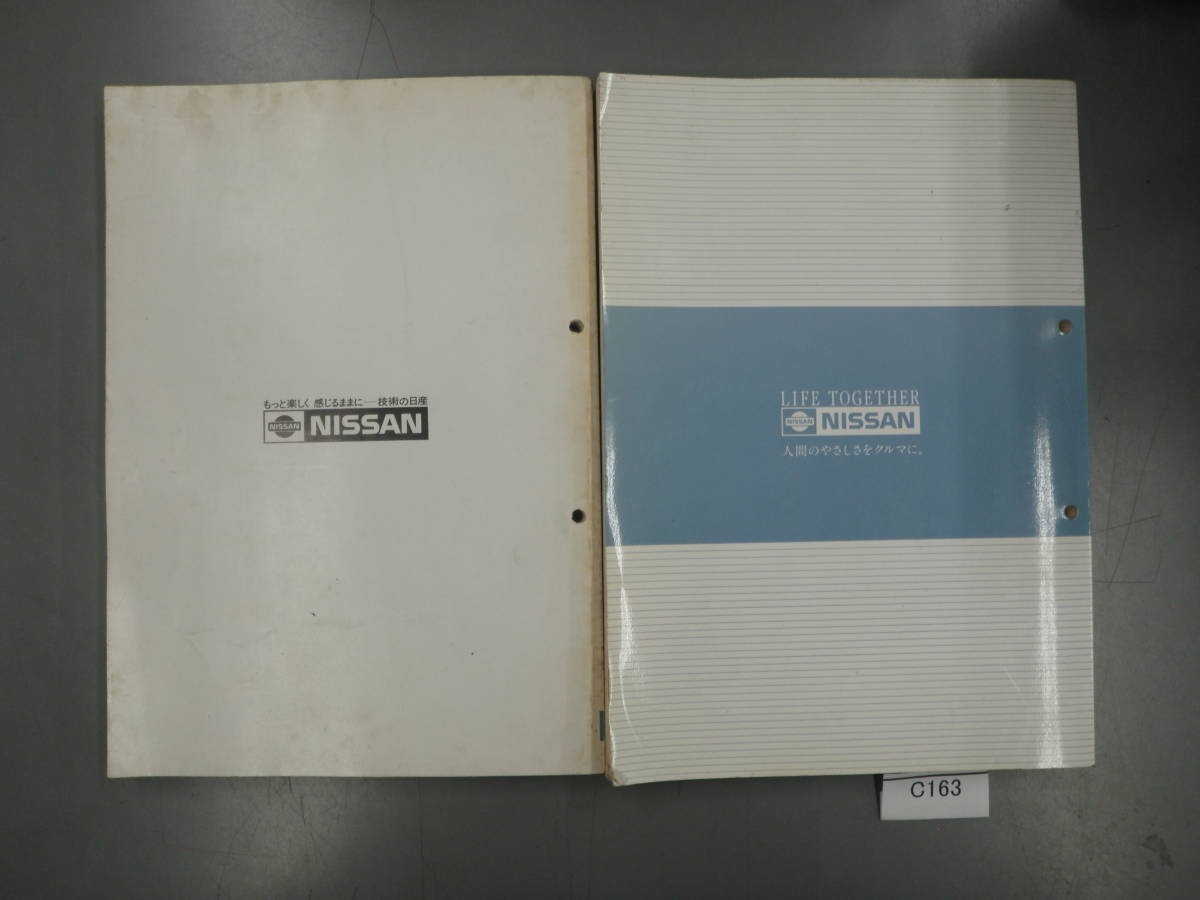 もっと楽しく 感じるままに──技術の日産
NISSAN NISSAN
LIFE TOGETHER
NISSAN NISSAN
人間のやさしさをクルマに。
C163